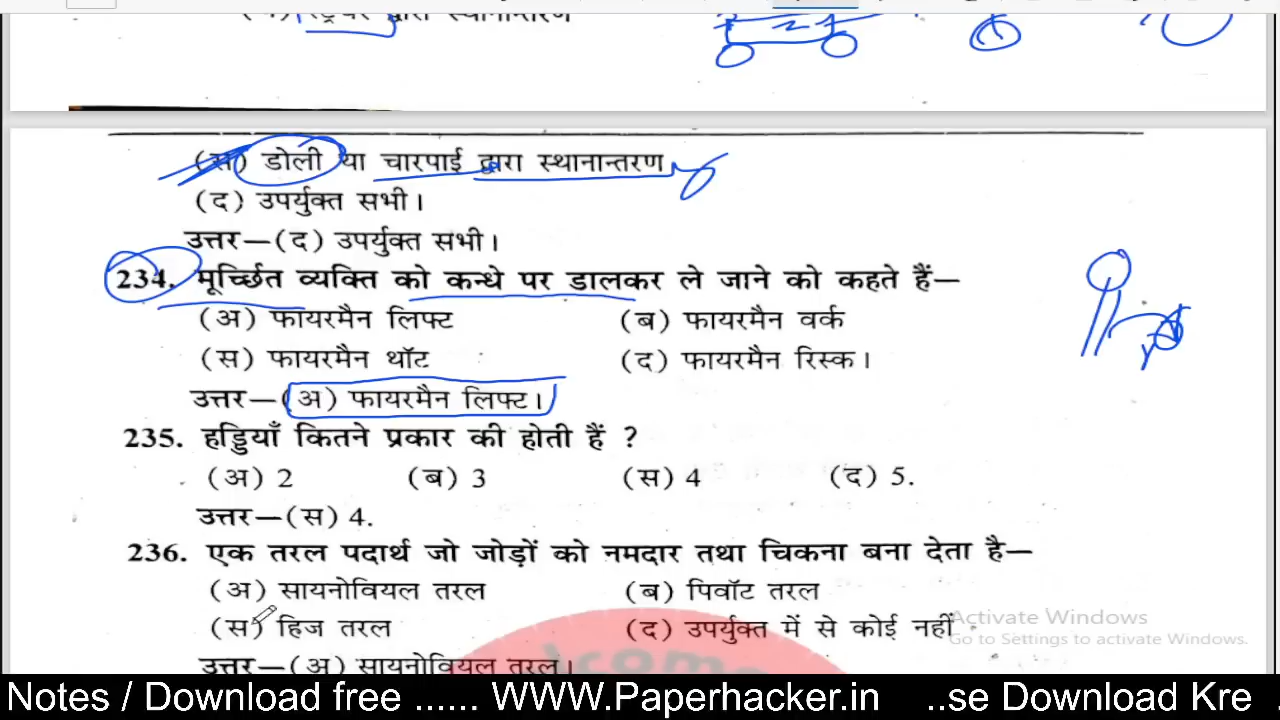 द्वारा स्थानान्तरण
(स) डोली या चारपाई द्वारा स्थानान्तरण
(द) उपर्युक्त सभी।
उत्तर—(द) उपर्युक्त सभी।
234. मूर्च्छित व्यक्ति को कन्धे पर डालकर ले जाने को कहते हैं—
(अ) फायरमैन लिफ्ट (ब) फायरमैन वर्क
(स) फायरमैन थॉट (द) फायरमैन रिस्क।
उत्तर—(अ) फायरमैन लिफ्ट।
235. हड्डियाँ कितने प्रकार की होती हैं ?
(अ) 2 (ब) 3 (स) 4 (द) 5.
उत्तर—(स) 4.
236. एक तरल पदार्थ जो जोड़ों को नमदार तथा चिकना बना देता है—
(अ) सायनोवियल तरल (ब) पिवॉट तरल
(स) हिज तरल (द) उपर्युक्त में से कोई नहीं
Activate Windows
Go to Settings to activate Windows.
उत्तर—(अ) सायनोवियल तरल।
Notes / Download free ...... WWW.Paperhacker.in ..se Download Kre